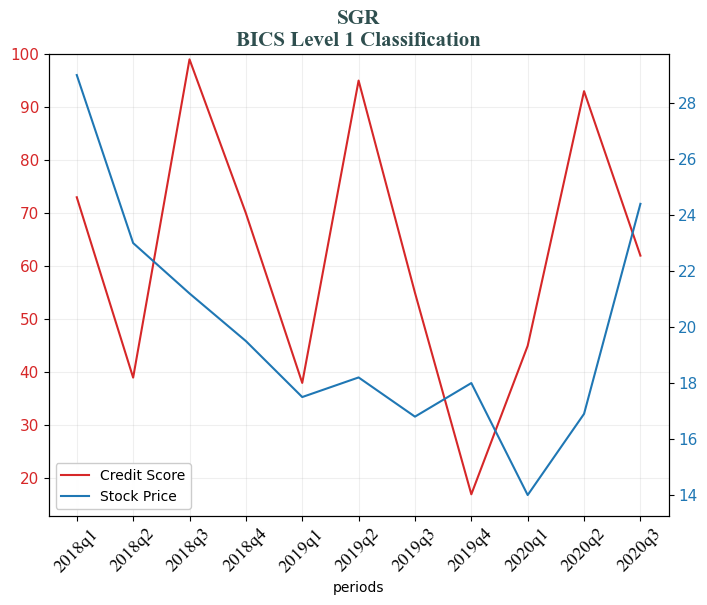 SGR
BICS Level 1 Classification
100
90
80
70
60
50
40
30
20
28
26
24
22
20
18
16
14
Credit Score
Stock Price
2018q1
2018q2
2018q3
2018q4
2019q1
2019q2
2019q3
2019q4
2020q1
2020q2
2020q3
periods